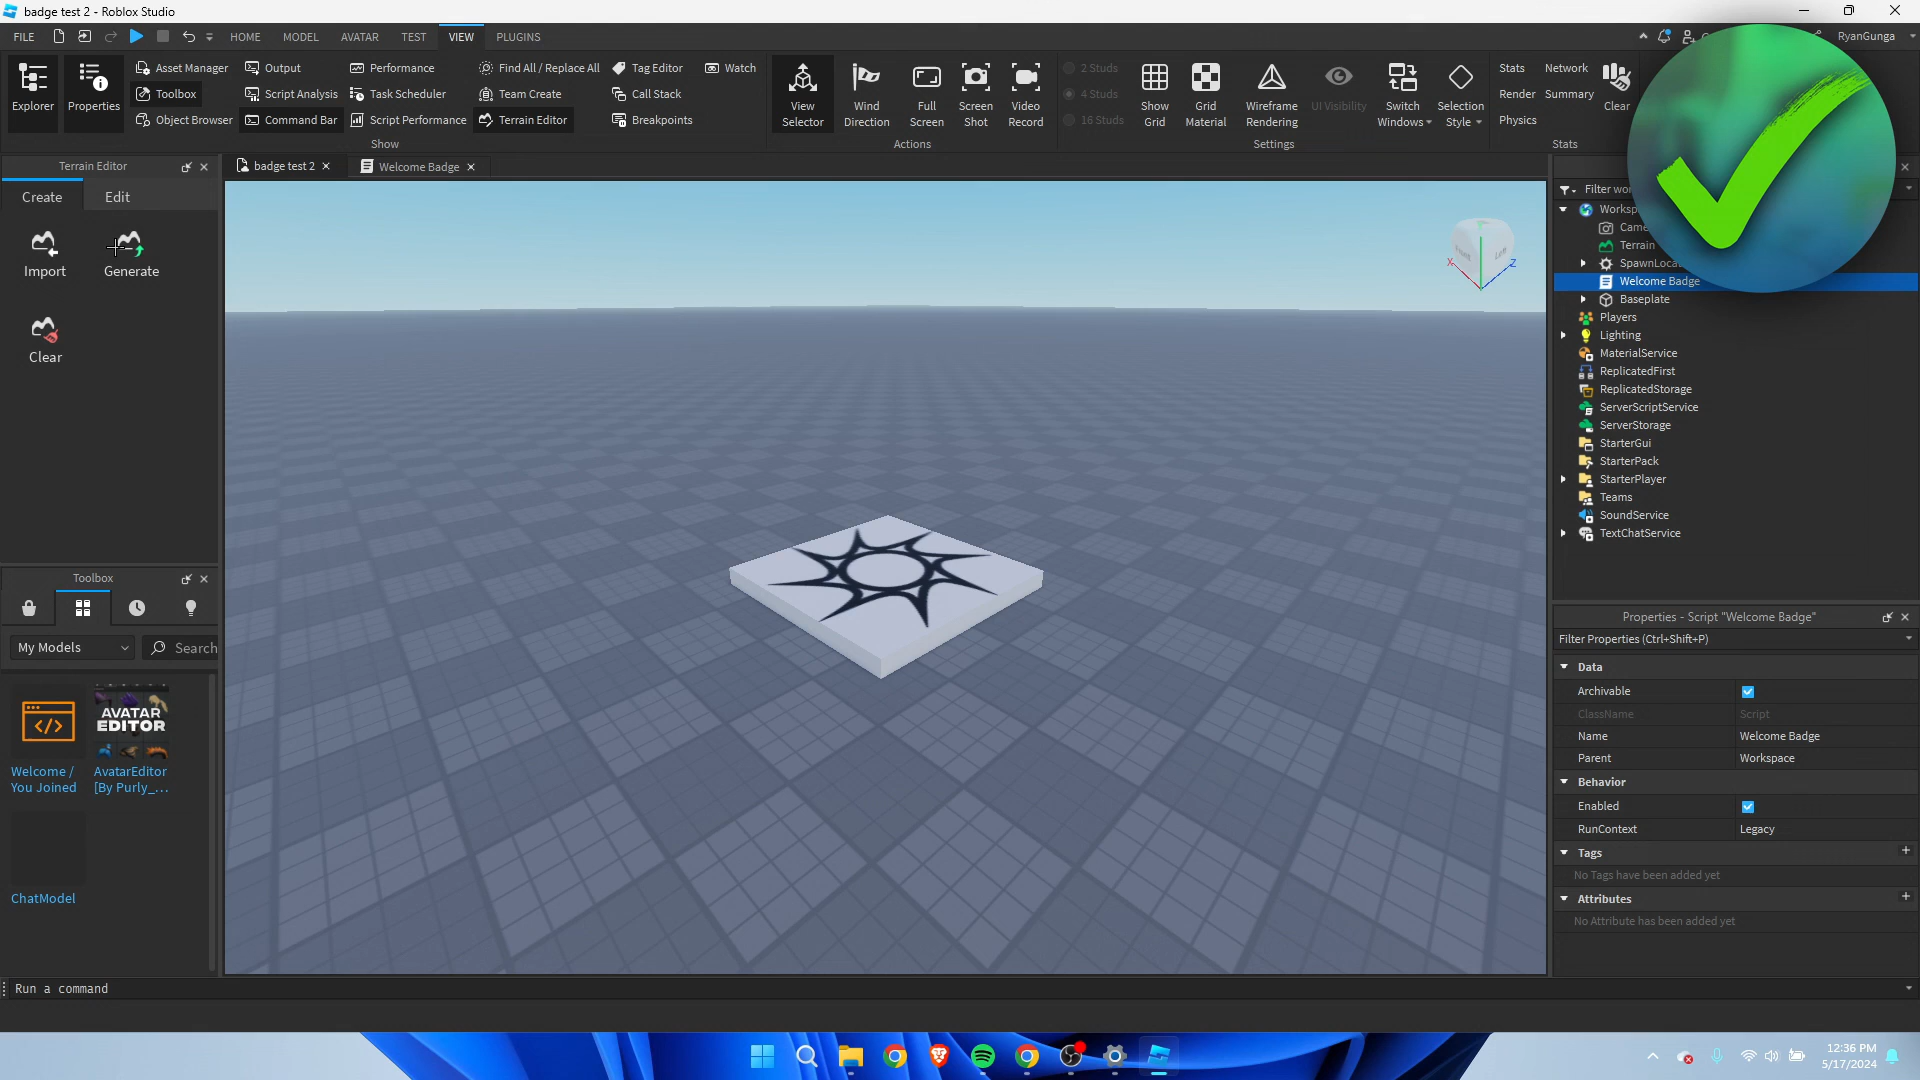 badge test 2 - Roblox Studio
FILE HOME MODEL AVATAR TEST VIEW PLUGINS RyanGunga
Explorer
Properties
Asset Manager
Toolbox
Object Browser
Output
Script Analysis
Command Bar
Performance
Task Scheduler
Script Performance
Find All / Replace All
Team Create
Terrain Editor
Tag Editor
Call Stack
Breakpoints
Watch
Show
View
Selector
Wind
Direction
Full
Screen
Screen
Shot
Video
Record
Actions
2 Studs
4 Studs
16 Studs
Show
Grid
Grid
Material
Wireframe
Rendering
UI Visibility
Switch
Windows
Selection
Style
Settings
Stats
Render
Physics
Network
Summary
Clear
Stats
Terrain Editor
Create Edit
Import Generate
Clear
badge test 2
Welcome Badge
X
Z
Toolbox
My Models
Search
Welcome /
You Joined
AVATAR
EDITOR
AvatarEditor
[By Purly_...
ChatModel
Terrain
Welcome Badge
Baseplate
Players
Lighting
MaterialService
ReplicatedFirst
ReplicatedStorage
ServerScriptService
ServerStorage
StarterGui
StarterPack
StarterPlayer
Teams
SoundService
TextChatService
Properties - Script "Welcome Badge"
Filter Properties (Ctrl+Shift+P)
Data
Archivable
ClassName Script
Name Welcome Badge
Parent Workspace
Behavior
Enabled
RunContext Legacy
Tags
No Tags have been added yet
Attributes
No Attribute has been added yet
Run a command
12:36 PM
5/17/2024